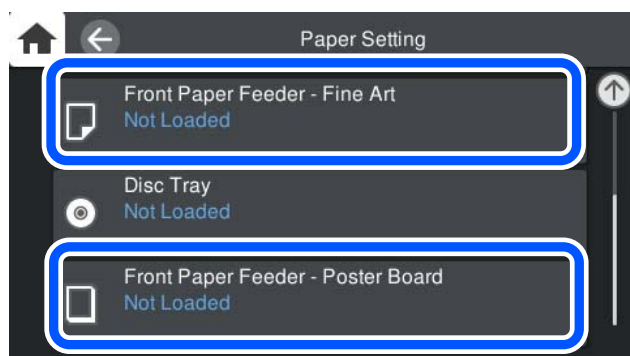 Paper Setting
Front Paper Feeder - Fine Art
Not Loaded
Disc Tray
Not Loaded
Front Paper Feeder - Poster Board
Not Loaded